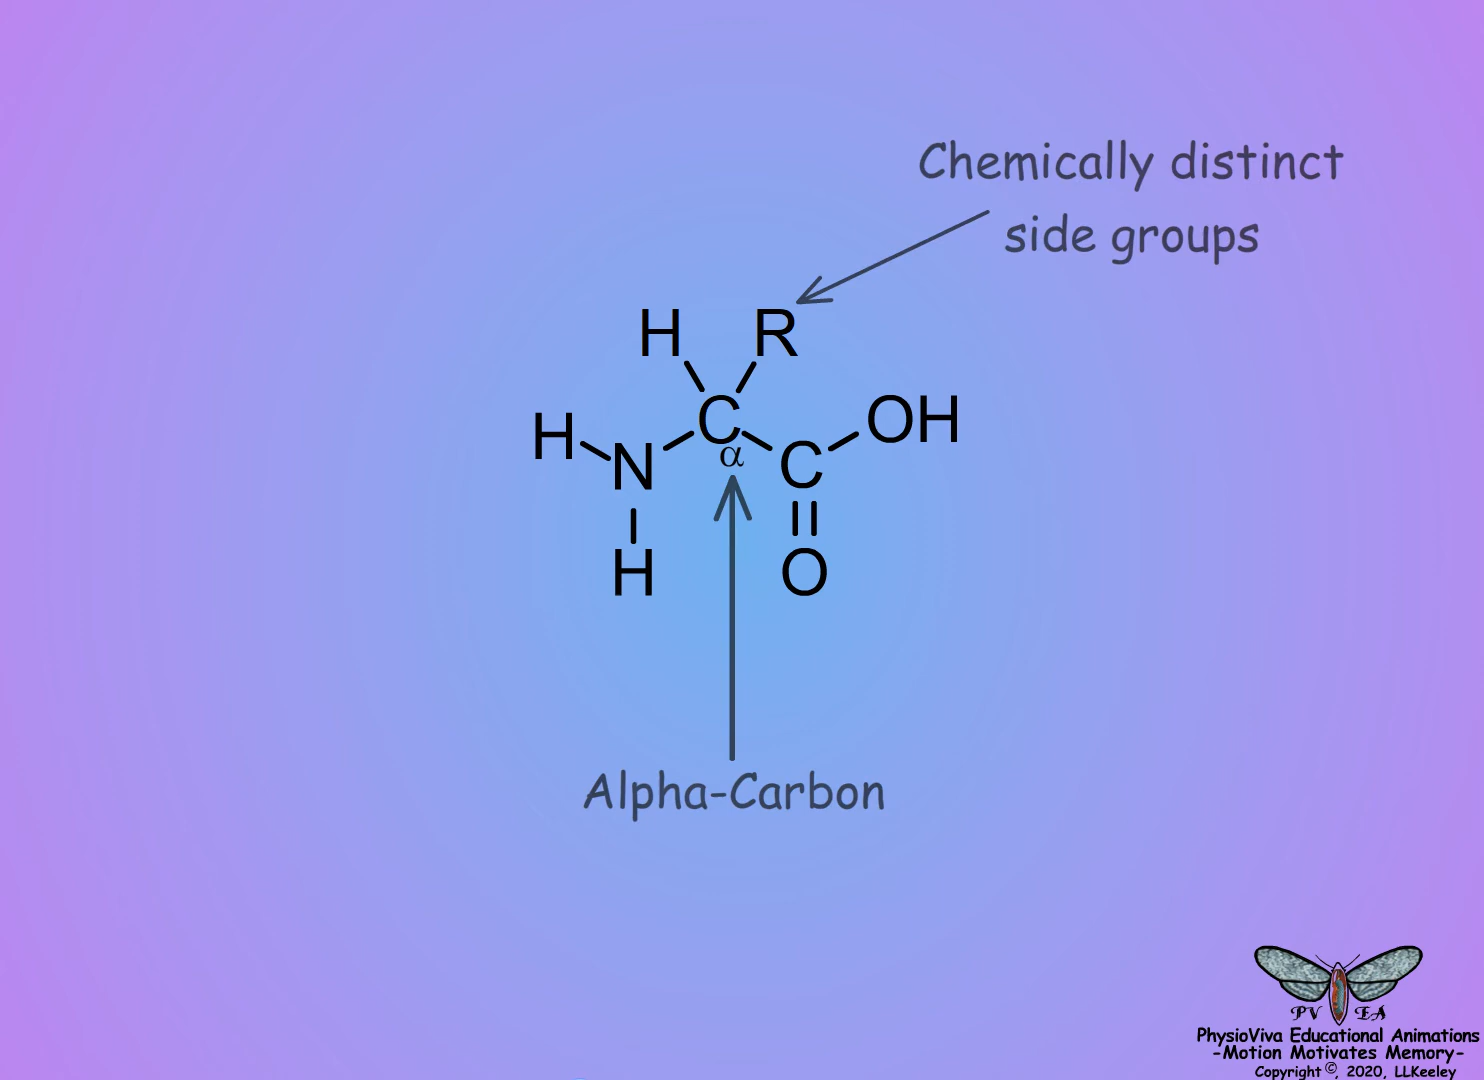 Chemically distinct
side groups
H R
H N C α C OH
H O
Alpha-Carbon
PV EA
PhysioViva Educational Animations
-Motion Motivates Memory-
Copyright ©, 2020, LLKeeley